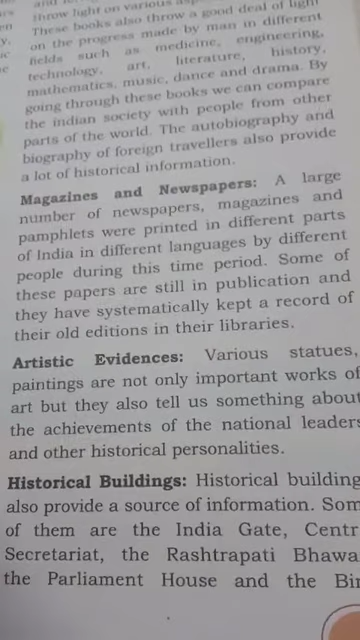 throw light on various
These books also throw a good deal of light
on the progress made by man in different
fields such as medicine, engineering,
technology, art, literature, history,
mathematics, music, dance and drama. By
going through these books we can compare
the indian society with people from other
parts of the world. The autobiography and
biography of foreign travellers also provide
a lot of historical information.
Magazines and Newspapers: A large
number of newspapers, magazines and
pamphlets were printed in different parts
of India in different languages by different
people during this time period. Some of
these papers are still in publication and
they have systematically kept a record of
their old editions in their libraries.
Artistic Evidences: Various statues,
paintings are not only important works of
art but they also tell us something about
the achievements of the national leaders
and other historical personalities.
Historical Buildings: Historical building
also provide a source of information. Som
of them are the India Gate, Centr
Secretariat, the Rashtrapati Bhawa
the Parliament House and the Bir